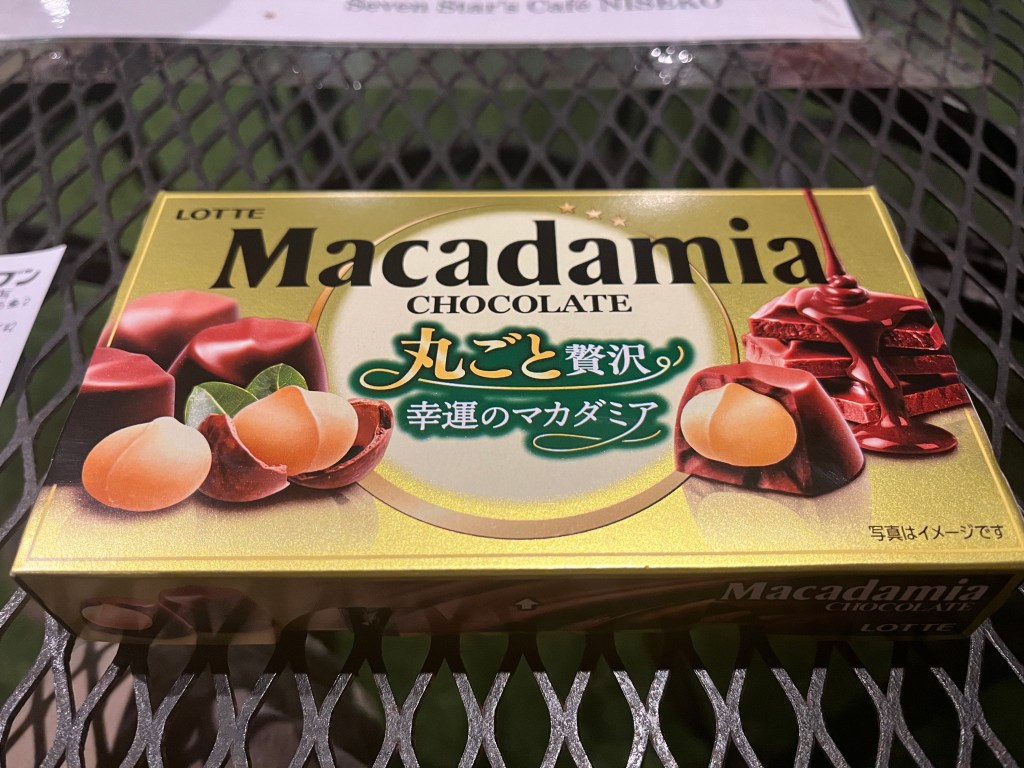 Seven Star's Café NISEKO
LOTTE
Macadamia
CHOCOLATE
丸ごと贅沢
幸運のマカダミア
写真はイメージです
Macadamia
CHOCOLATE
LOTTE